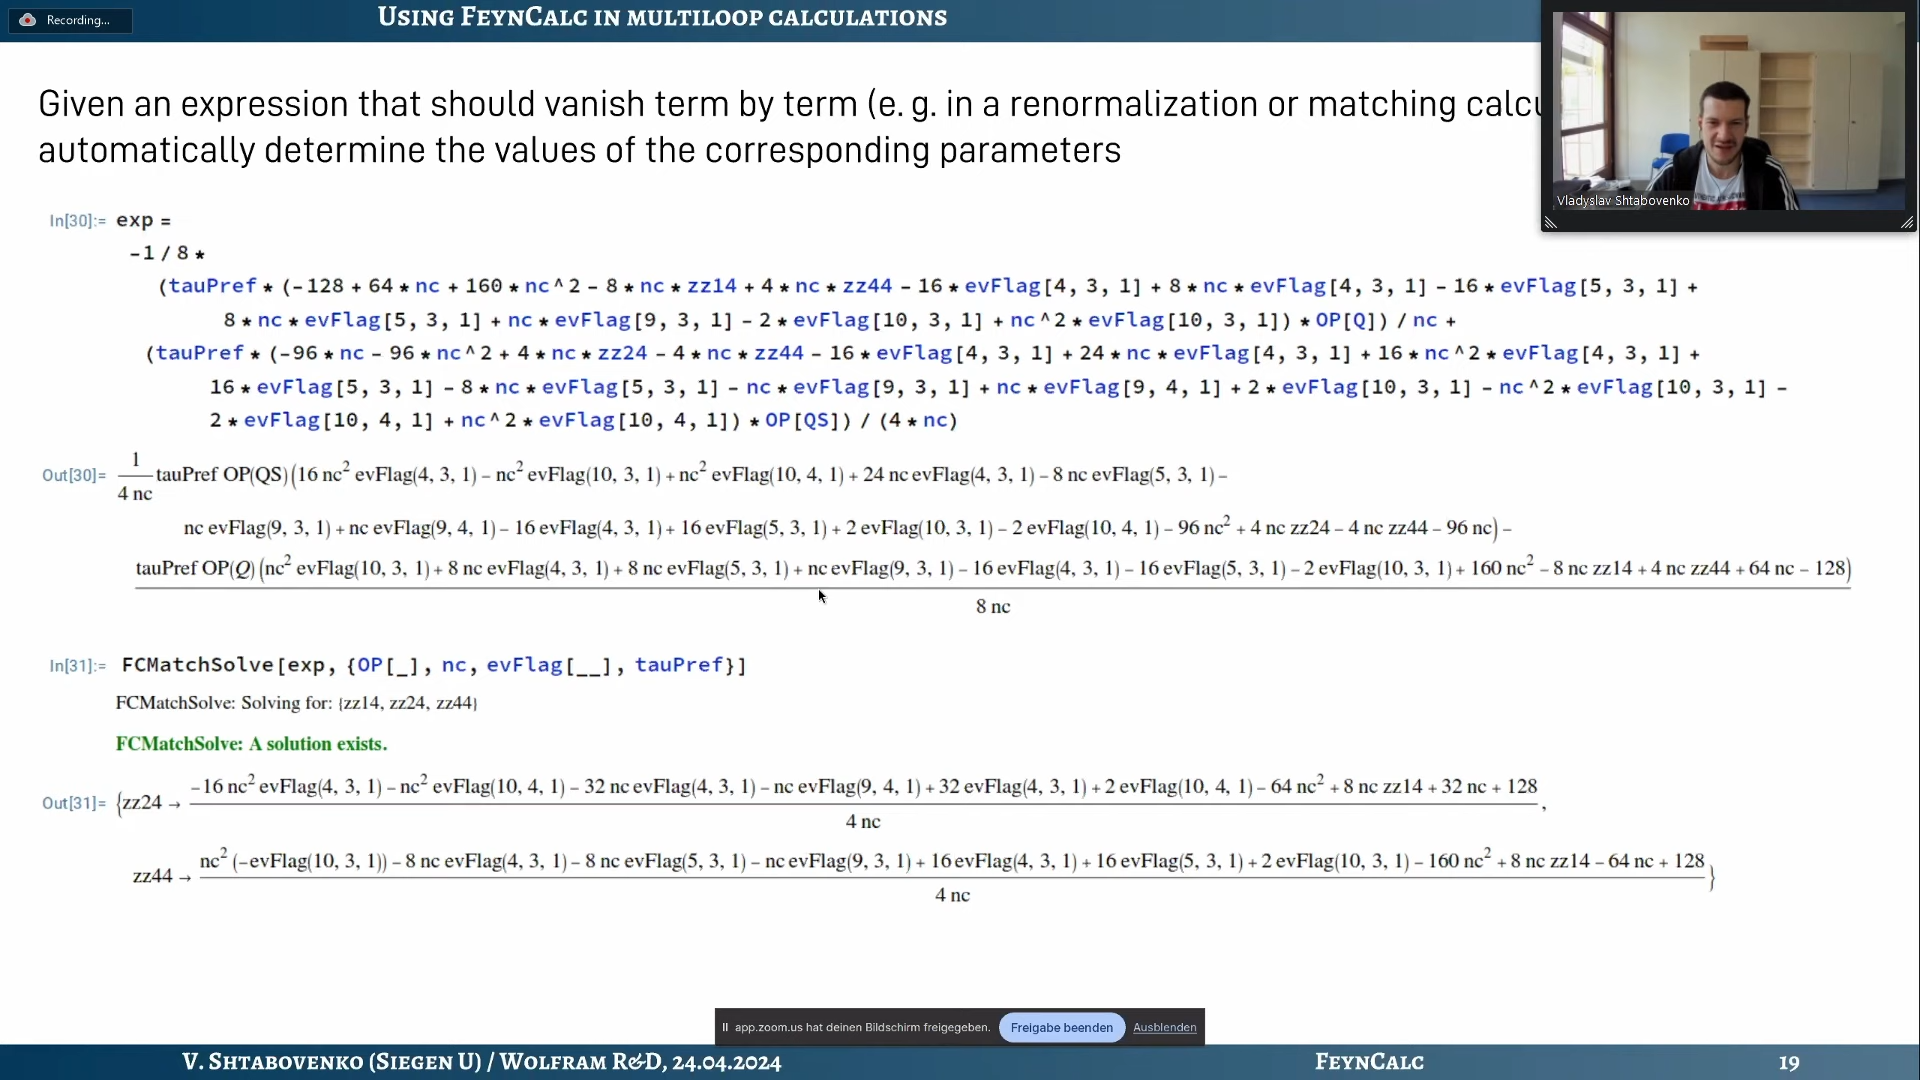 Recording...
USING FEYNCALC IN MULTILOOP CALCULATIONS
Given an expression that should vanish term by term (e. g. in a renormalization or matching
automatically determine the values of the corresponding parameters
Vladyslav Shtabovenko
In[30]:= exp =
-1 / 8 *
(tauPref * (-128 + 64 * nc + 160 * nc ^ 2 - 8 * nc * zz14 + 4 * nc * zz44 - 16 * evFlag[4, 3, 1] + 8 * nc * evFlag[4, 3, 1] - 16 * evFlag[5, 3, 1] +
8 * nc * evFlag[5, 3, 1] + nc * evFlag[9, 3, 1] - 2 * evFlag[10, 3, 1] + nc ^ 2 * evFlag[10, 3, 1]) * OP[Q]) / nc +
(tauPref * (-96 * nc - 96 * nc ^ 2 + 4 * nc * zz24 - 4 * nc * zz44 - 16 * evFlag[4, 3, 1] + 24 * nc * evFlag[4, 3, 1] + 16 * nc ^ 2 * evFlag[4, 3, 1] +
16 * evFlag[5, 3, 1] - 8 * nc * evFlag[5, 3, 1] - nc * evFlag[9, 3, 1] + nc * evFlag[9, 4, 1] + 2 * evFlag[10, 3, 1] - nc ^ 2 * evFlag[10, 3, 1] -
2 * evFlag[10, 4, 1] + nc ^ 2 * evFlag[10, 4, 1]) * OP[QS]) / (4 * nc)
Out[30]= 1/(4 nc) tauPref OP(QS) (16 nc² evFlag(4, 3, 1) − nc² evFlag(10, 3, 1) + nc² evFlag(10, 4, 1) + 24 nc evFlag(4, 3, 1) − 8 nc evFlag(5, 3, 1) −
nc evFlag(9, 3, 1) + nc evFlag(9, 4, 1) − 16 evFlag(4, 3, 1) + 16 evFlag(5, 3, 1) + 2 evFlag(10, 3, 1) − 2 evFlag(10, 4, 1) − 96 nc² + 4 nc zz24 − 4 nc zz44 − 96 nc) −
tauPref OP(Q) (nc² evFlag(10, 3, 1) + 8 nc evFlag(4, 3, 1) + 8 nc evFlag(5, 3, 1) + nc evFlag(9, 3, 1) − 16 evFlag(4, 3, 1) − 16 evFlag(5, 3, 1) − 2 evFlag(10, 3, 1) + 160 nc² − 8 nc zz14 + 4 nc zz44 + 64 nc − 128)
8 nc
In[31]:= FCMatchSolve[exp, {OP[_], nc, evFlag[__], tauPref}]
FCMatchSolve: Solving for: {zz14, zz24, zz44}
FCMatchSolve: A solution exists.
Out[31]= {zz24 → −16 nc² evFlag(4, 3, 1) − nc² evFlag(10, 4, 1) − 32 nc evFlag(4, 3, 1) − nc evFlag(9, 4, 1) + 32 evFlag(4, 3, 1) + 2 evFlag(10, 4, 1) − 64 nc² + 8 nc zz14 + 32 nc + 128
4 nc ,
zz44 → nc² (−evFlag(10, 3, 1)) − 8 nc evFlag(4, 3, 1) − 8 nc evFlag(5, 3, 1) − nc evFlag(9, 3, 1) + 16 evFlag(4, 3, 1) + 16 evFlag(5, 3, 1) + 2 evFlag(10, 3, 1) − 160 nc² + 8 nc zz14 − 64 nc + 128
4 nc }
app.zoom.us hat deinen Bildschirm freigegeben. Freigabe beenden Ausblenden
V. SHTABOVENKO (SIEGEN U) / WOLFRAM R&D, 24.04.2024 FEYNCALC 19